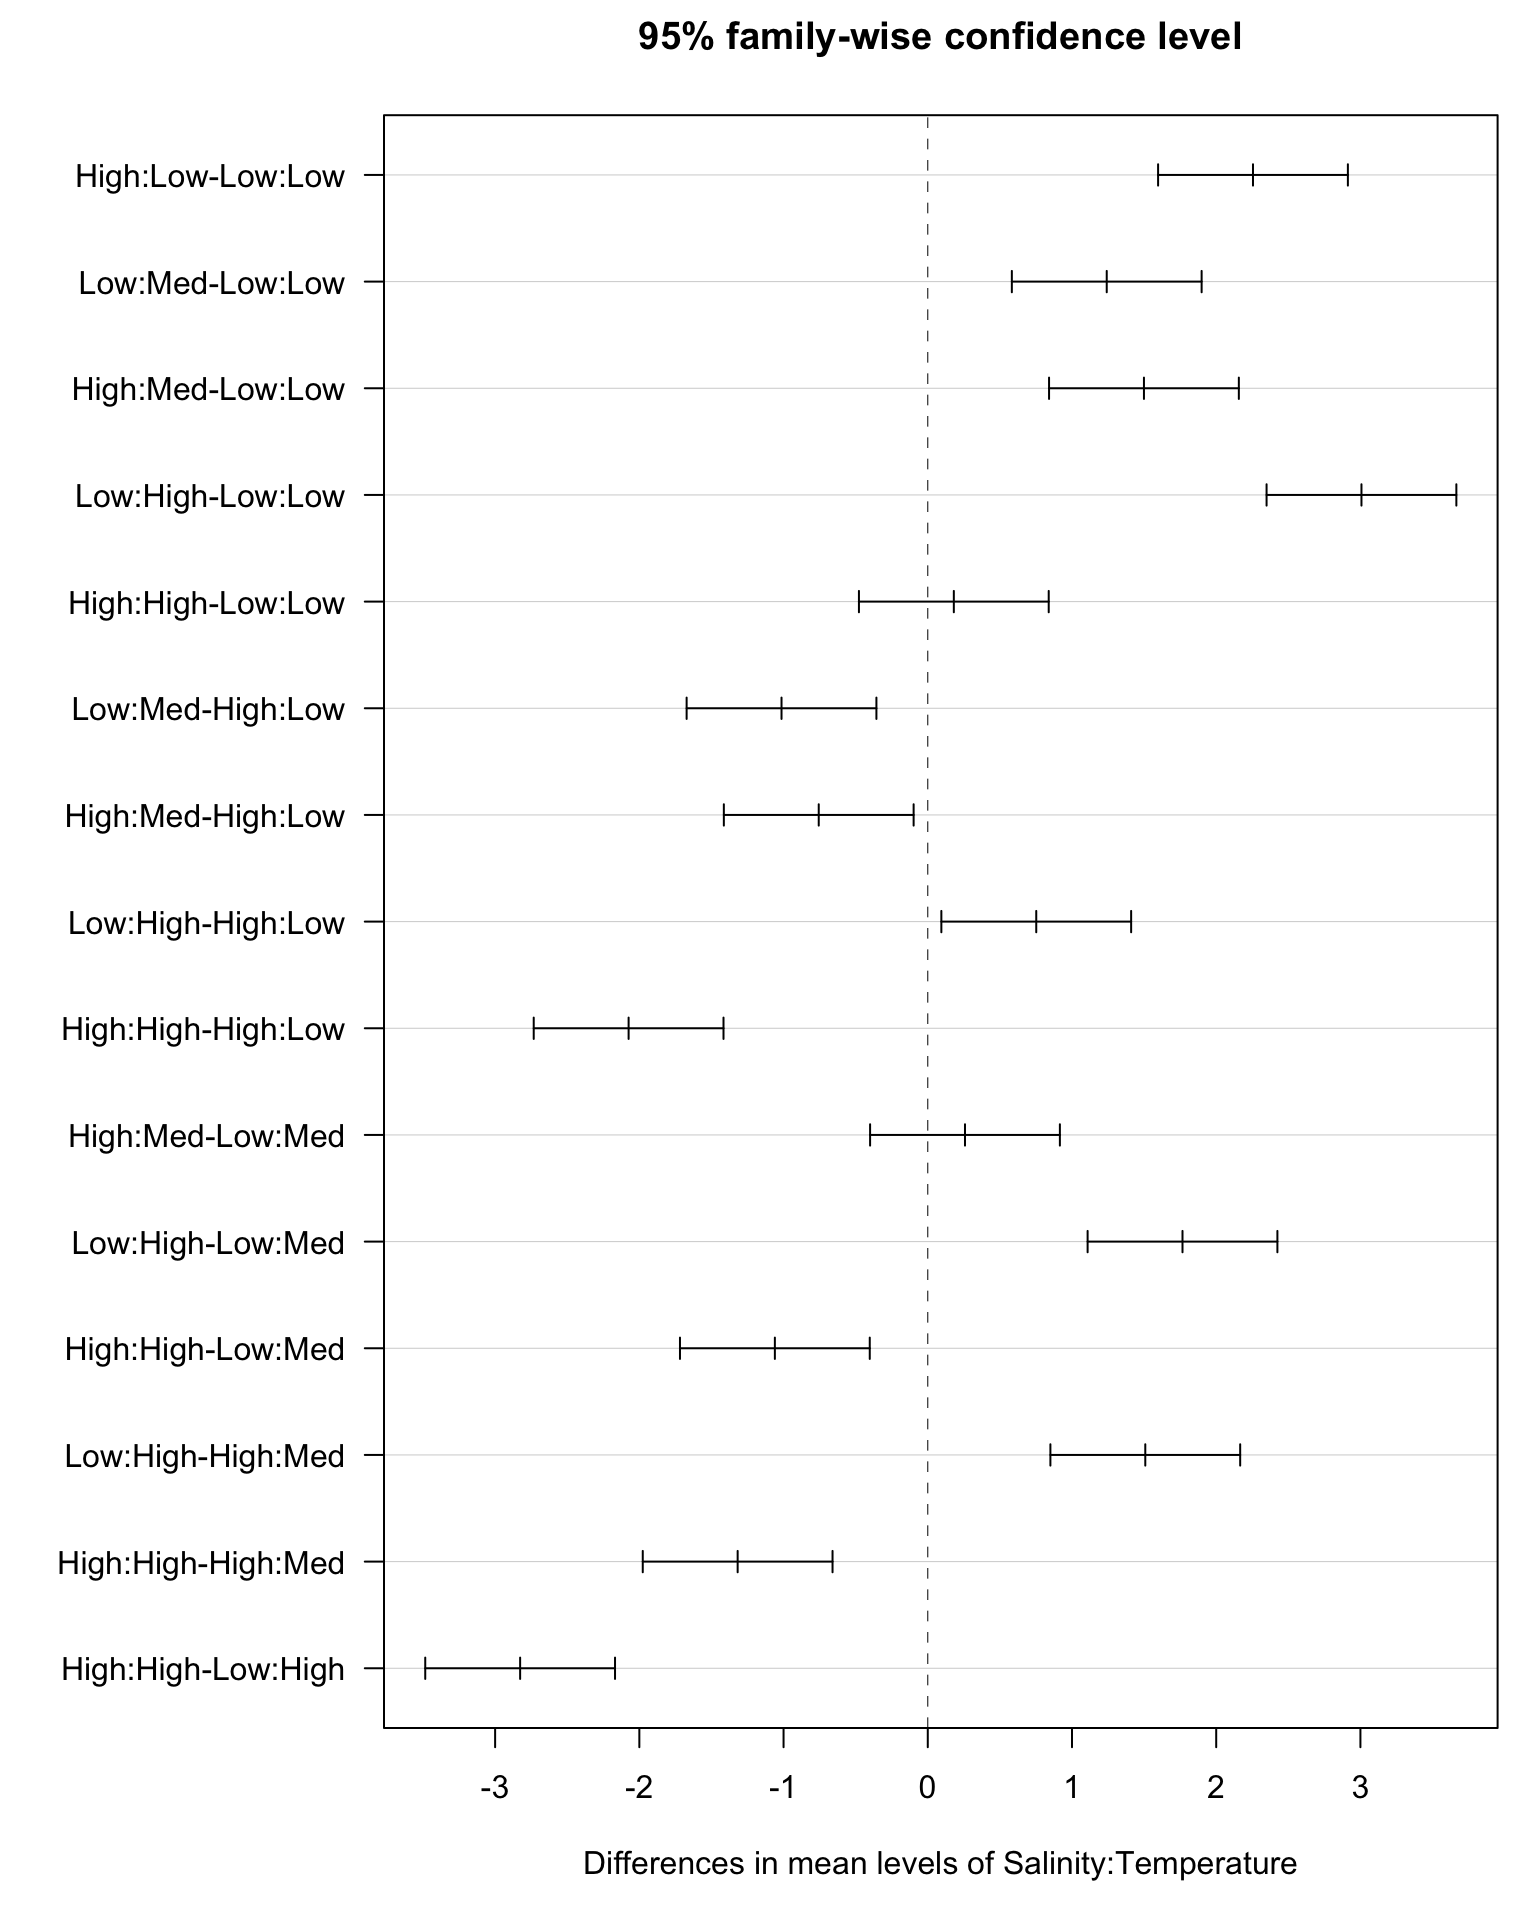 95% family-wise confidence level
High:Low-Low:Low
Low:Med-Low:Low
High:Med-Low:Low
Low:High-Low:Low
High:High-Low:Low
Low:Med-High:Low
High:Med-High:Low
Low:High-High:Low
High:High-High:Low
High:Med-Low:Med
Low:High-Low:Med
High:High-Low:Med
Low:High-High:Med
High:High-High:Med
High:High-Low:High
-3 -2 -1 0 1 2 3
Differences in mean levels of Salinity:Temperature